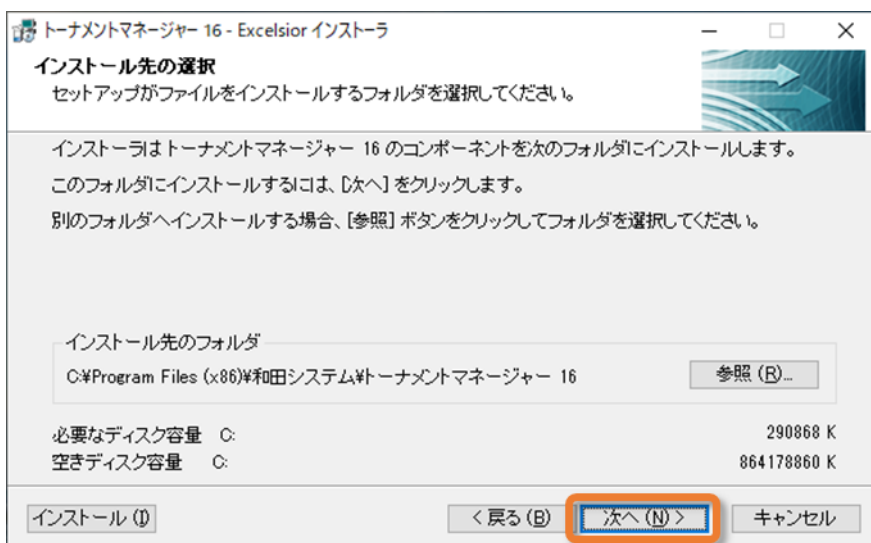 トーナメントマネージャー 16 - Excelsior インストーラ
インストール先の選択
セットアップがファイルをインストールするフォルダを選択してください。
インストーラはトーナメントマネージャー 16 のコンポーネントを次のフォルダにインストールします。
このフォルダにインストールするには、[次へ] をクリックします。
別のフォルダへインストールする場合、[参照] ボタンをクリックしてフォルダを選択してください。
インストール先のフォルダ
C:¥Program Files (x86)¥和田システム¥トーナメントマネージャー 16
参照 (R)...
必要なディスク容量 C: 290868 K
空きディスク容量 C: 864178860 K
インストール (I) < 戻る (B) 次へ (N) > キャンセル